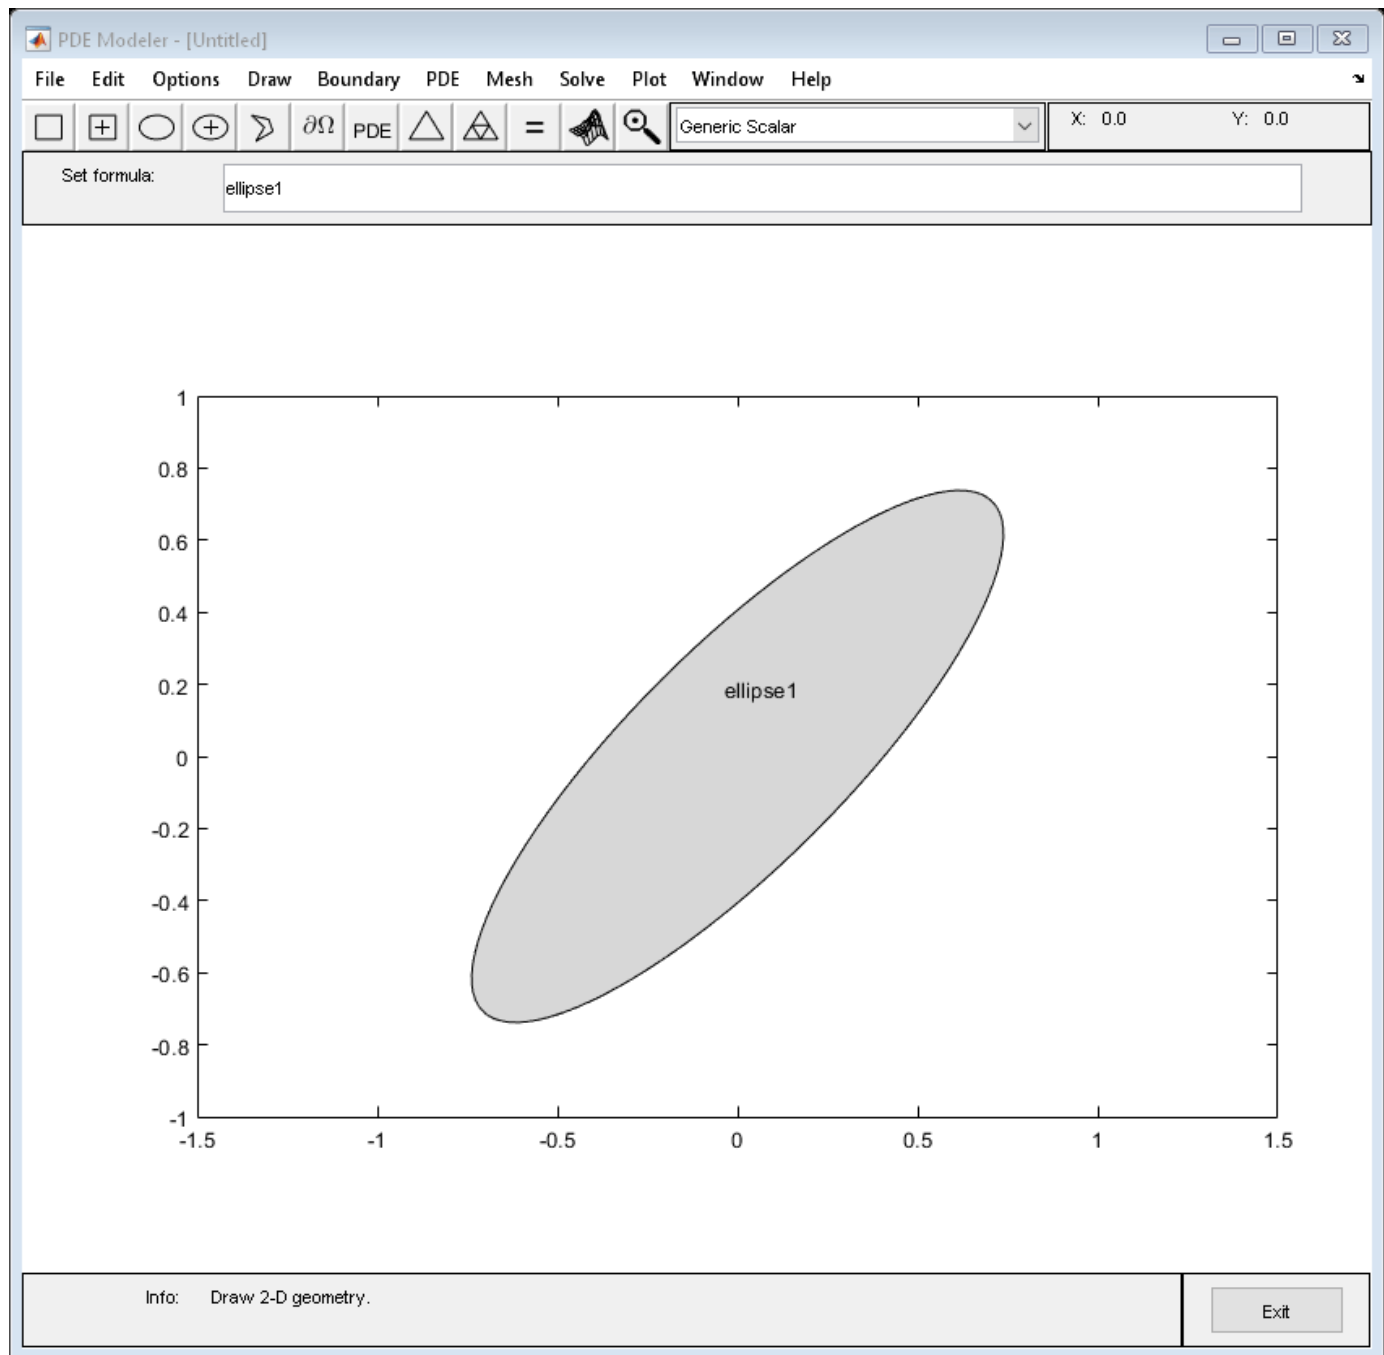 PDE Modeler - [Untitled]
File Edit Options Draw Boundary PDE Mesh Solve Plot Window Help
∂Ω PDE = Generic Scalar X: 0.0 Y: 0.0
Set formula: ellipse1
1
0.8
0.6
0.4
0.2
0
-0.2
-0.4
-0.6
-0.8
-1
ellipse1
-1.5 -1 -0.5 0 0.5 1 1.5
Info: Draw 2-D geometry.
Exit